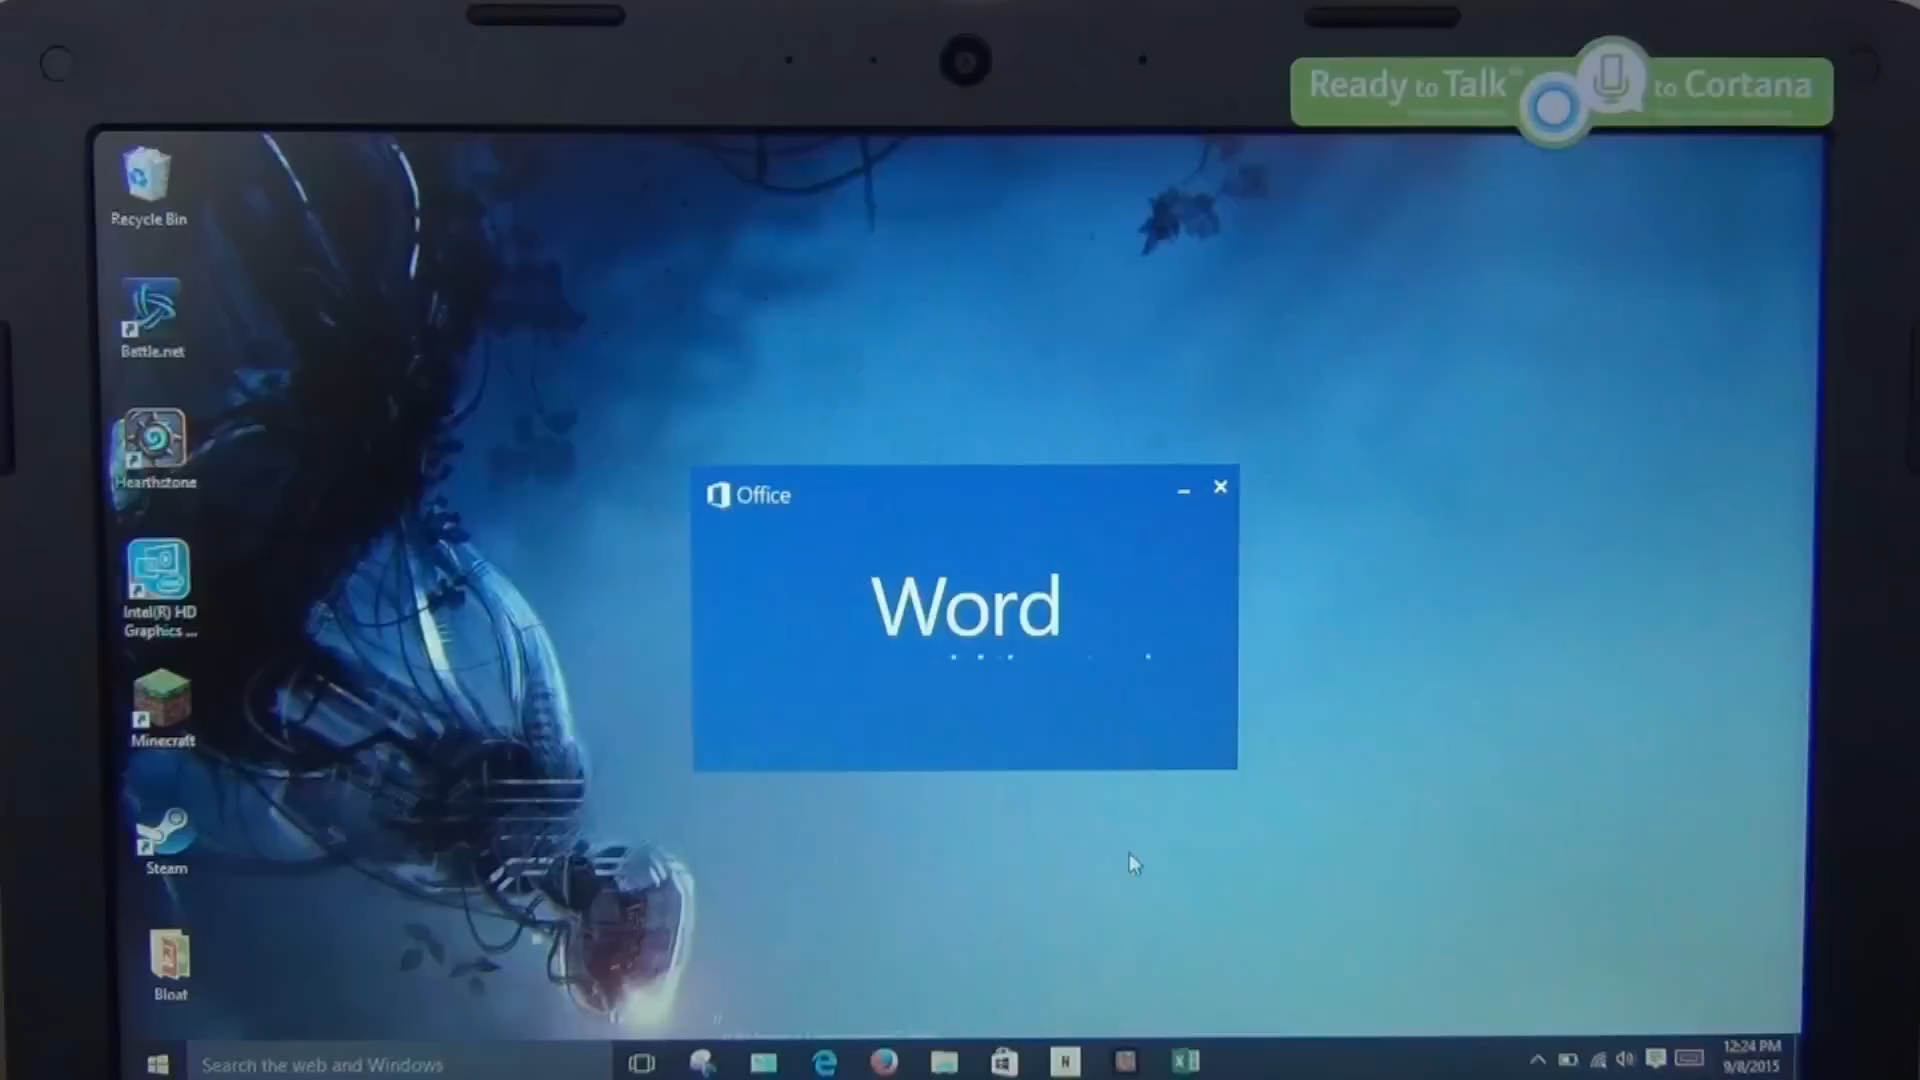 Ready to Talk to Cortana
Recycle Bin
Battle.net
Hearthstone
Intel(R) HD
Graphics ...
Minecraft
Steam
Bloat
Office
Word
Search the web and Windows
N
12:24 PM
9/8/2015